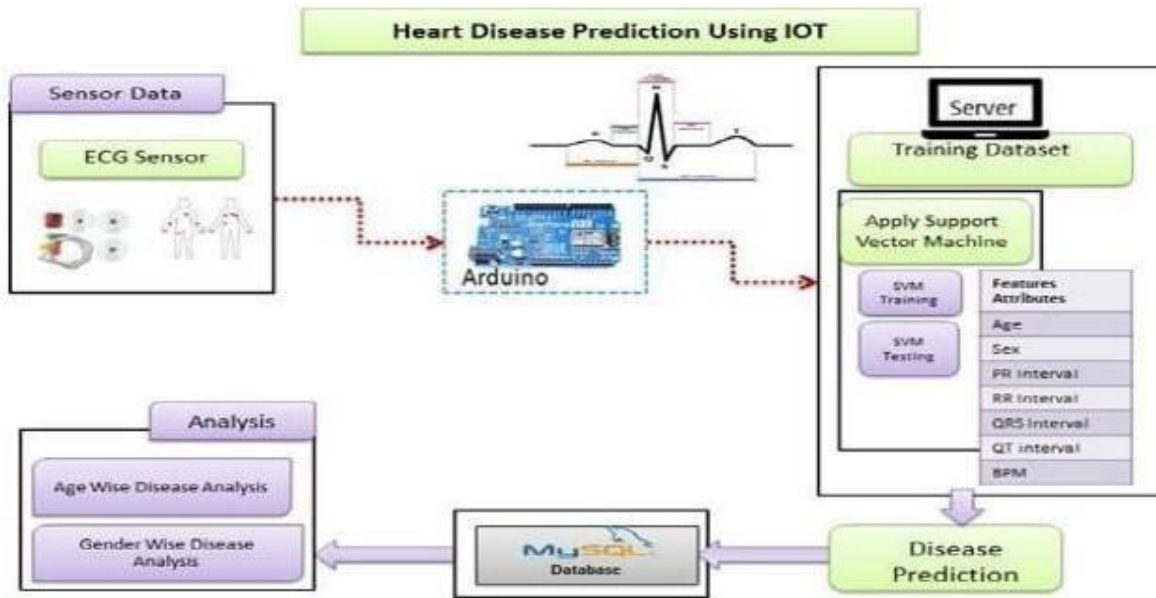 Heart Disease Prediction Using IOT
Sensor Data
ECG Sensor
Arduino
Server
Training Dataset
Apply Support
Vector Machine
SVM
Training
SVM
Testing
Features
Attributes
Age
Sex
PR Interval
RR Interval
QRS Interval
QT interval
BPM
Disease
Prediction
MySQL
Database
Analysis
Age Wise Disease Analysis
Gender Wise Disease
Analysis